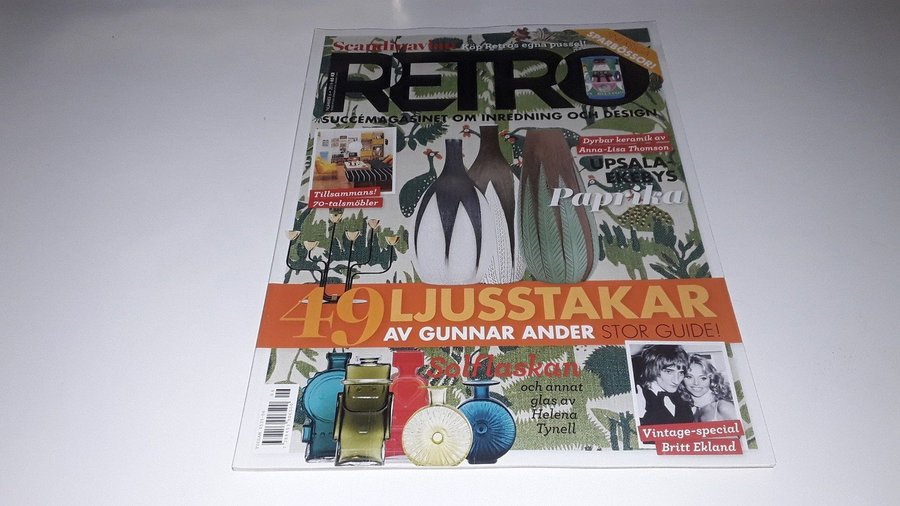 Scandinavian Köp Retros egna pussel!
SPARBÖSSOR!
RETRO
SUCCÉMAGASINET OM INREDNING OCH DESIGN
Dyrbar keramik av
Anna-Lisa Thomson
UPSALA-
EKEBYS
Paprika
Tillsammans!
70-talsmöbler
49 LJUSSTAKAR
AV GUNNAR ANDER STOR GUIDE!
Solflaskan
och annat
glas av
Helena
Tynell
Vintage-special
Britt Ekland